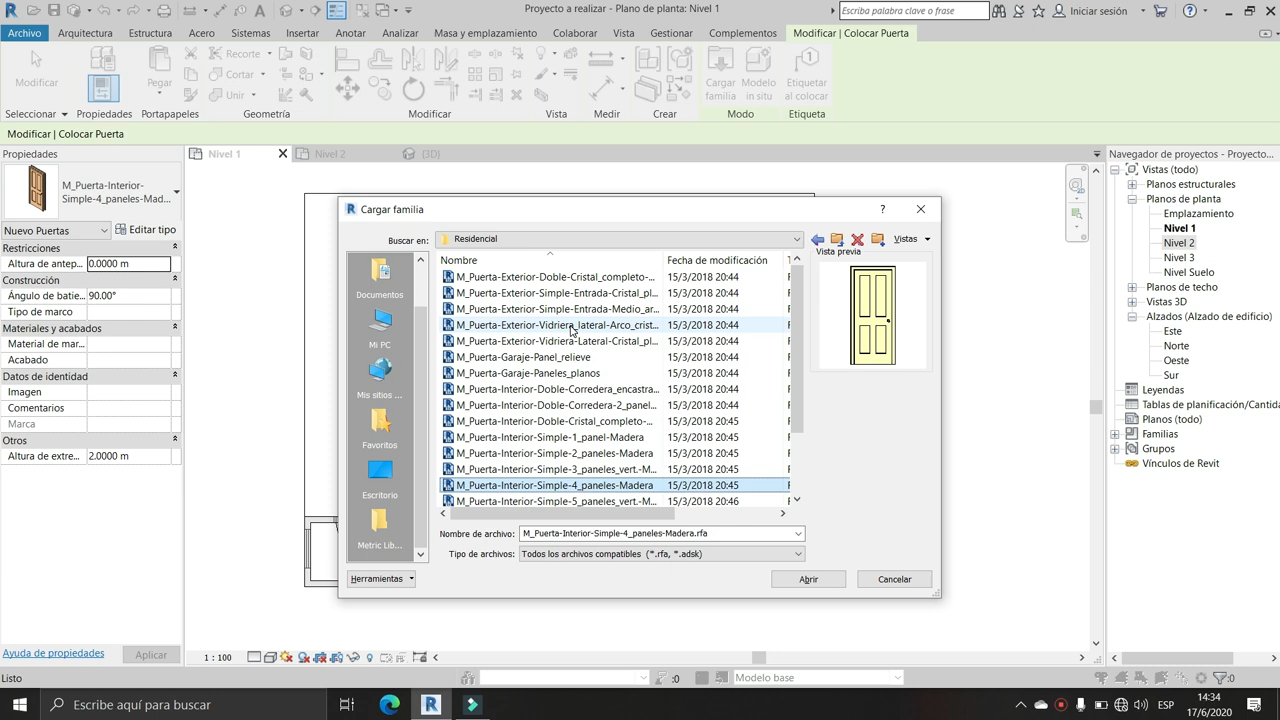 Proyecto a realizar - Plano de planta: Nivel 1
Escriba palabra clave o frase
Iniciar sesión
Archivo Arquitectura Estructura Acero Sistemas Insertar Anotar Analizar Masa y emplazamiento Colaborar Vista Gestionar Complementos Modificar | Colocar Puerta
Modificar
Pegar
Recorte
Cortar
Unir
Cargar familia
Modelo in situ
Etiquetar al colocar
Seleccionar Propiedades Portapapeles Geometría Modificar Vista Medir Crear Modo Etiqueta
Modificar | Colocar Puerta
Propiedades
M_Puerta-Interior-
Simple-4_paneles-Mad...
Nuevo Puertas
Editar tipo
Restricciones
Altura de antep... 0.0000 m
Construcción
Ángulo de batie... 90.00°
Tipo de marco
Materiales y acabados
Material de mar...
Acabado
Datos de identidad
Imagen
Comentarios
Marca
Otros
Altura de extre... 2.0000 m
Ayuda de propiedades
Aplicar
Nivel 1
Nivel 2
{3D}
Cargar familia
Buscar en: Residencial
Vistas
Vista previa
Documentos
Mi PC
Mis sitios ...
Favoritos
Escritorio
Metric Lib...
Nombre Fecha de modificación T
M_Puerta-Exterior-Doble-Cristal_completo-... 15/3/2018 20:44 F
M_Puerta-Exterior-Simple-Entrada-Cristal_pl... 15/3/2018 20:44 F
M_Puerta-Exterior-Simple-Entrada-Medio_ar... 15/3/2018 20:44 F
M_Puerta-Exterior-Vidriera_lateral-Arco_crist... 15/3/2018 20:44 F
M_Puerta-Exterior-Vidriera-Lateral-Cristal_pl... 15/3/2018 20:44 F
M_Puerta-Garaje-Panel_relieve 15/3/2018 20:44 F
M_Puerta-Garaje-Paneles_planos 15/3/2018 20:44 F
M_Puerta-Interior-Doble-Corredera_encastra... 15/3/2018 20:44 F
M_Puerta-Interior-Doble-Corredera-2_panel... 15/3/2018 20:44 F
M_Puerta-Interior-Doble-Cristal_completo-... 15/3/2018 20:45 F
M_Puerta-Interior-Simple-1_panel-Madera 15/3/2018 20:45 F
M_Puerta-Interior-Simple-2_paneles-Madera 15/3/2018 20:45 F
M_Puerta-Interior-Simple-3_paneles_vert.-M... 15/3/2018 20:45 F
M_Puerta-Interior-Simple-4_paneles-Madera 15/3/2018 20:45 F
M_Puerta-Interior-Simple-5_paneles_vert.-M... 15/3/2018 20:46 F
Nombre de archivo: M_Puerta-Interior-Simple-4_paneles-Madera.rfa
Tipo de archivos: Todos los archivos compatibles (*.rfa, *.adsk)
Herramientas
Abrir
Cancelar
Navegador de proyectos - Proyecto...
Vistas (todo)
Planos estructurales
Planos de planta
Emplazamiento
Nivel 1
Nivel 2
Nivel 3
Nivel Suelo
Planos de techo
Vistas 3D
Alzados (Alzado de edificio)
Este
Norte
Oeste
Sur
Leyendas
Tablas de planificación/Cantida
Planos (todo)
Familias
Grupos
Vínculos de Revit
1 : 100
Listo
:0
Modelo base
:0
Escribe aquí para buscar
ESP
14:34
17/6/2020